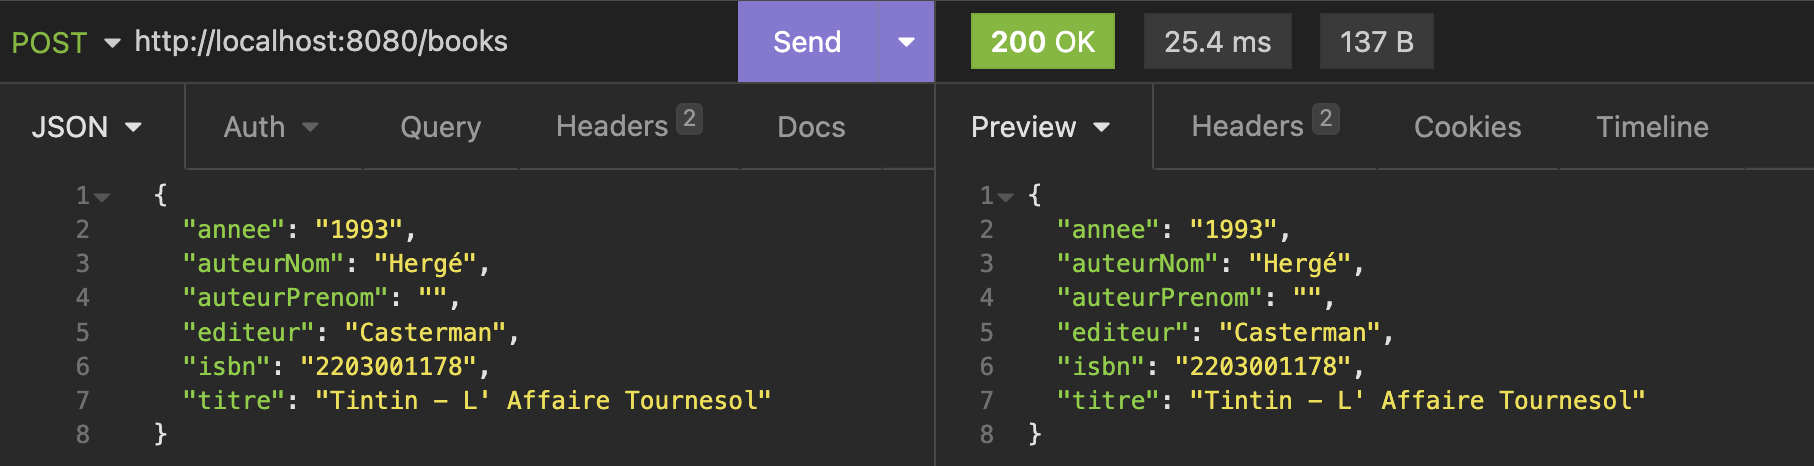 POST http://localhost:8080/books Send 200 OK 25.4 ms 137 B
JSON Auth Query Headers 2 Docs Preview Headers 2 Cookies Timeline
1 {
2 "annee": "1993",
3 "auteurNom": "Hergé",
4 "auteurPrenom": "",
5 "editeur": "Casterman",
6 "isbn": "2203001178",
7 "titre": "Tintin - L' Affaire Tournesol"
8 }
1 {
2 "annee": "1993",
3 "auteurNom": "Hergé",
4 "auteurPrenom": "",
5 "editeur": "Casterman",
6 "isbn": "2203001178",
7 "titre": "Tintin - L' Affaire Tournesol"
8 }